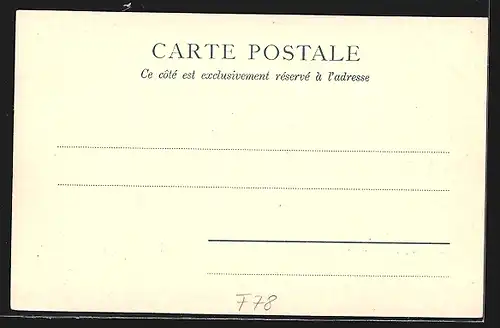 CARTE POSTALE
Ce côté est exclusivement réservé à l'adresse
F78